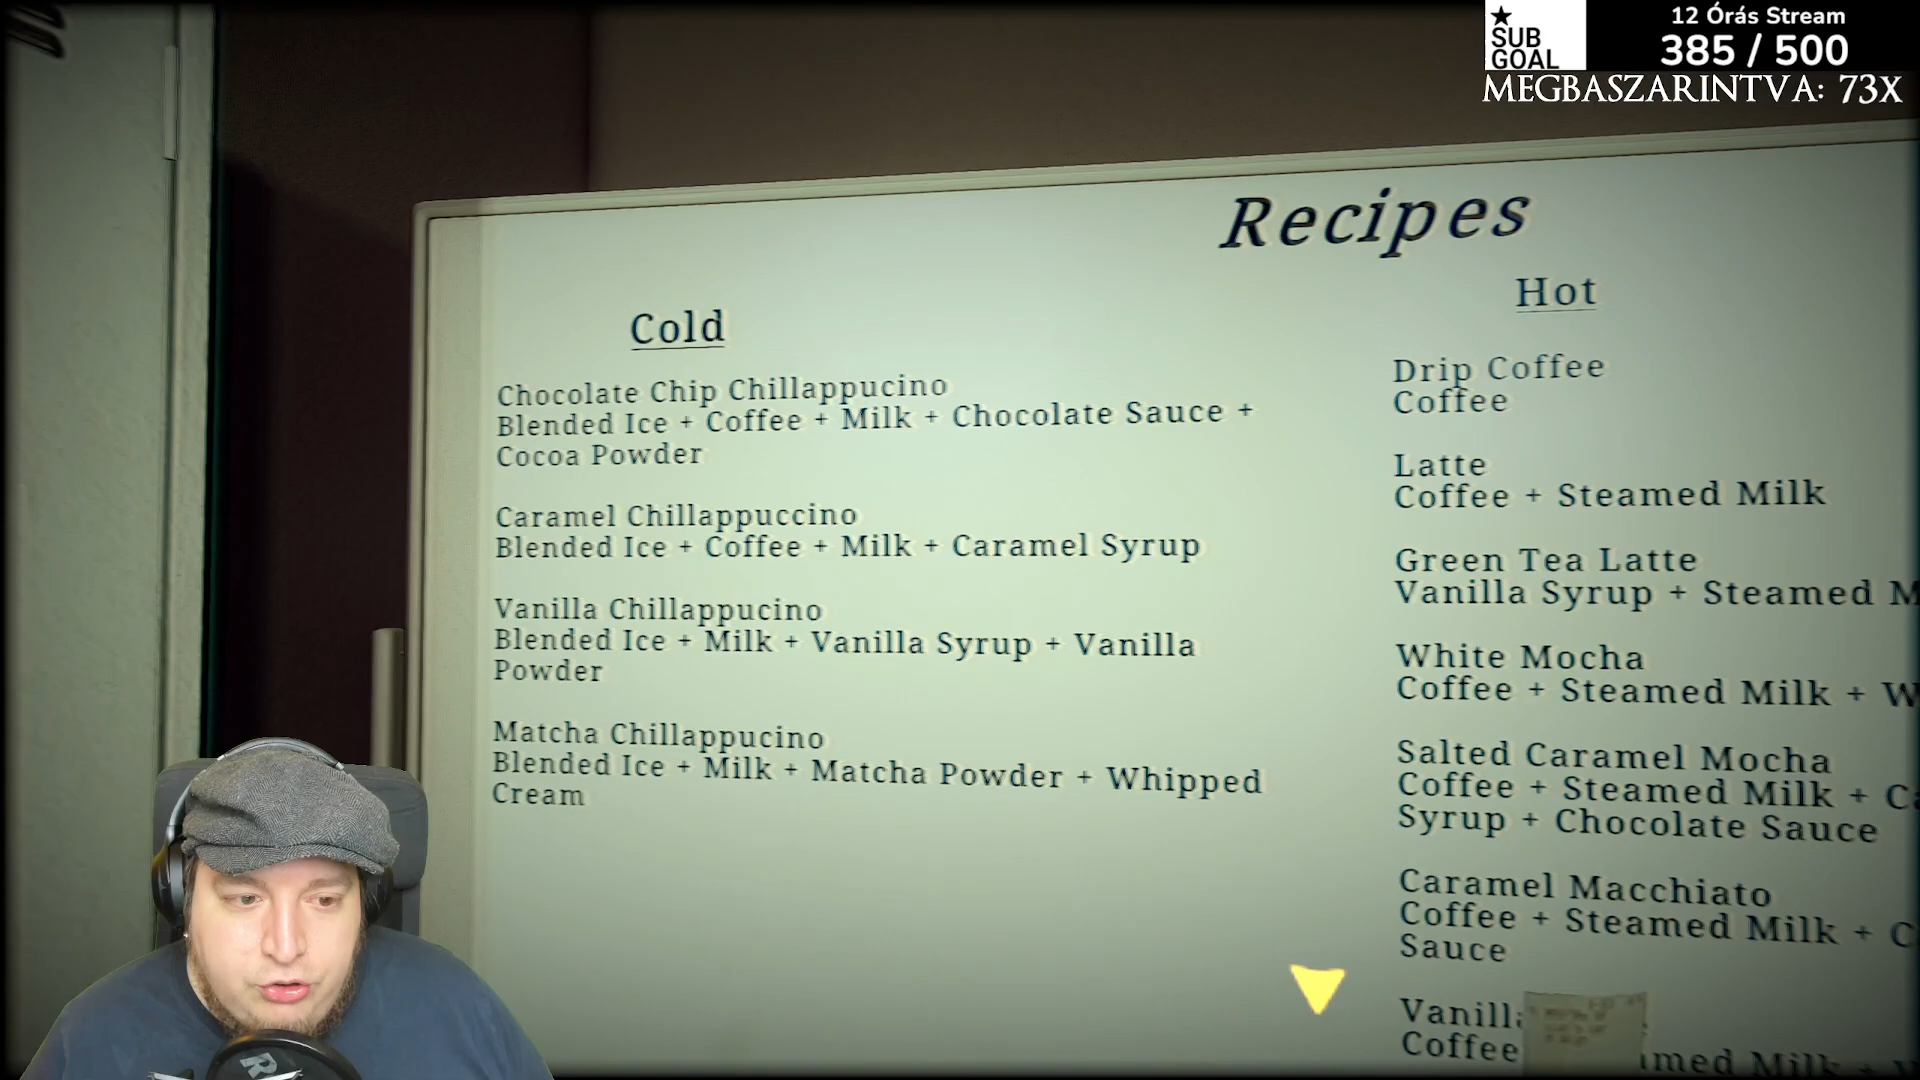 12 Órás Stream
SUB
GOAL
385 / 500
MEGBASZARINTVA: 73X
Recipes
Cold
Chocolate Chip Chillappucino
Blended Ice + Coffee + Milk + Chocolate Sauce +
Cocoa Powder
Caramel Chillappuccino
Blended Ice + Coffee + Milk + Caramel Syrup
Vanilla Chillappucino
Blended Ice + Milk + Vanilla Syrup + Vanilla
Powder
Matcha Chillappucino
Blended Ice + Milk + Matcha Powder + Whipped
Cream
Hot
Drip Coffee
Coffee
Latte
Coffee + Steamed Milk
Green Tea Latte
Vanilla Syrup + Steamed
White Mocha
Coffee + Steamed Milk +
Salted Caramel Mocha
Coffee + Steamed Milk +
Syrup + Chocolate Sauce
Caramel Macchiato
Coffee + Steamed Milk +
Sauce
Coffee
Milk +